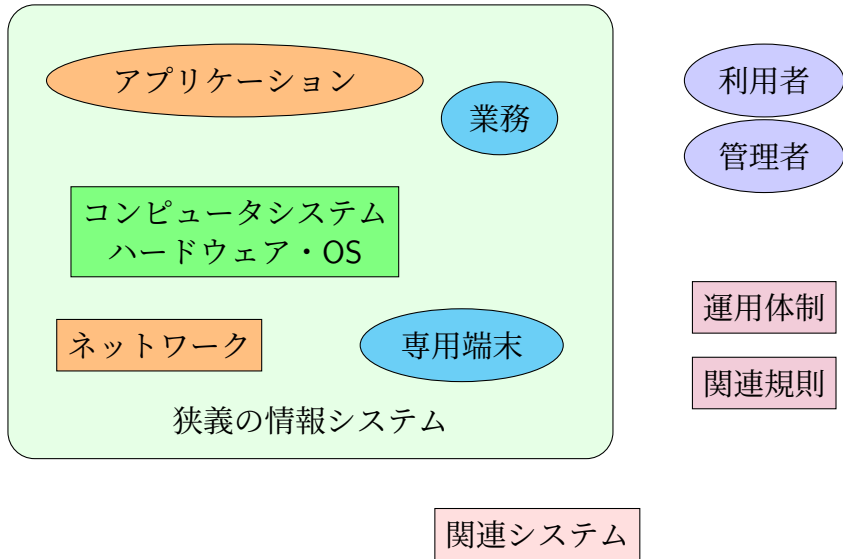 アプリケーション
業務
コンピュータシステム
ハードウェア・OS
ネットワーク
専用端末
狭義の情報システム
利用者
管理者
運用体制
関連規則
関連システム